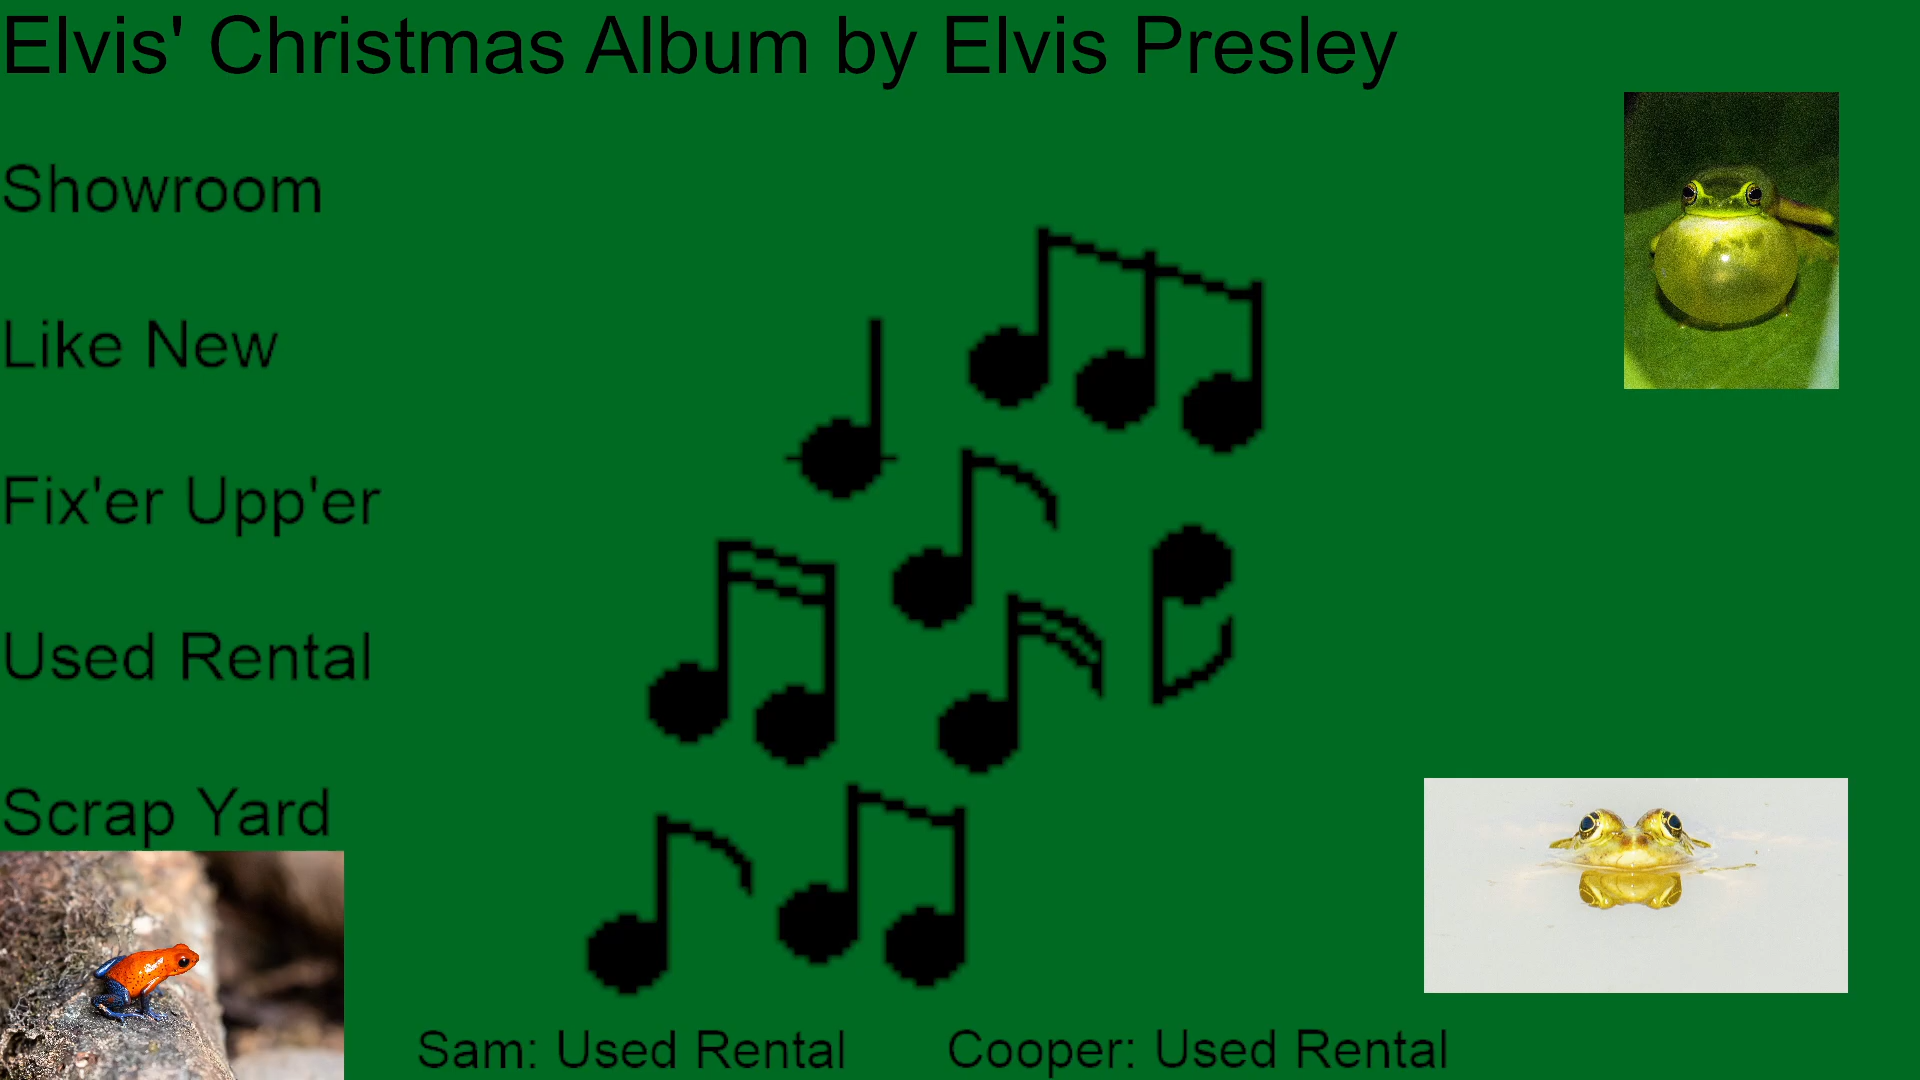 Elvis' Christmas Album by Elvis Presley
Showroom
Like New
Fix'er Upp'er
Used Rental
Scrap Yard
Sam: Used Rental
Cooper: Used Rental